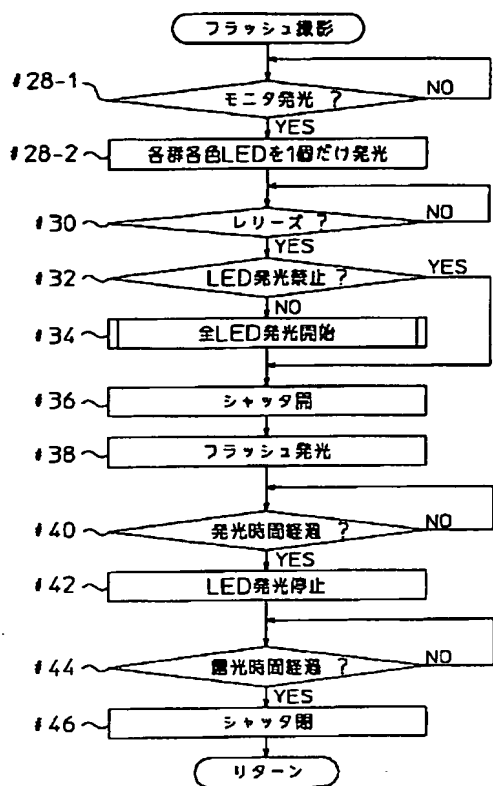 フラッシュ撮影
#28-1
モニタ発光 ?
NO
YES
#28-2
各群各色LEDを1個だけ発光
#30
レリーズ ?
NO
YES
#32
LED発光禁止 ?
YES
NO
#34
全LED発光開始
#36
シャッタ開
#38
フラッシュ発光
#40
発光時間経過 ?
NO
YES
#42
LED発光停止
#44
露光時間経過 ?
NO
YES
#46
シャッタ閉
リターン